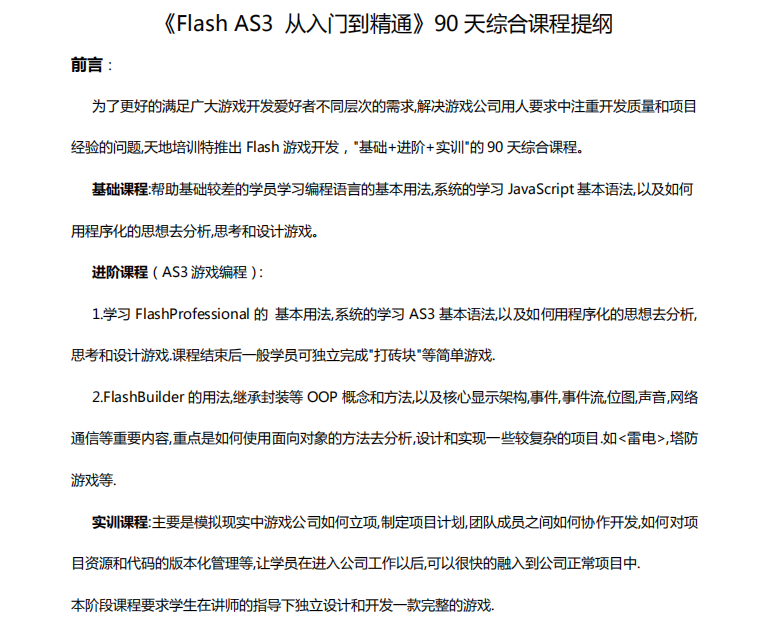 《Flash AS3 从入门到精通》90 天综合课程提纲
前言：
为了更好的满足广大游戏开发爱好者不同层次的需求,解决游戏公司用人要求中注重开发质量和项目
经验的问题,天地培训特推出 Flash 游戏开发，"基础+进阶+实训"的 90 天综合课程。
基础课程:帮助基础较差的学员学习编程语言的基本用法,系统的学习 JavaScript 基本语法,以及如何
用程序化的思想去分析,思考和设计游戏。
进阶课程（AS3 游戏编程）:
1.学习 FlashProfessional 的 基本用法,系统的学习 AS3 基本语法,以及如何用程序化的思想去分析,
思考和设计游戏.课程结束后一般学员可独立完成"打砖块"等简单游戏.
2.FlashBuilder 的用法,继承封装等 OOP 概念和方法,以及核心显示架构,事件,事件流,位图,声音,网络
通信等重要内容,重点是如何使用面向对象的方法去分析,设计和实现一些较复杂的项目.如<雷电>,塔防
游戏等.
实训课程:主要是模拟现实中游戏公司如何立项,制定项目计划,团队成员之间如何协作开发,如何对项
目资源和代码的版本化管理等,让学员在进入公司工作以后,可以很快的融入到公司正常项目中.
本阶段课程要求学生在讲师的指导下独立设计和开发一款完整的游戏.